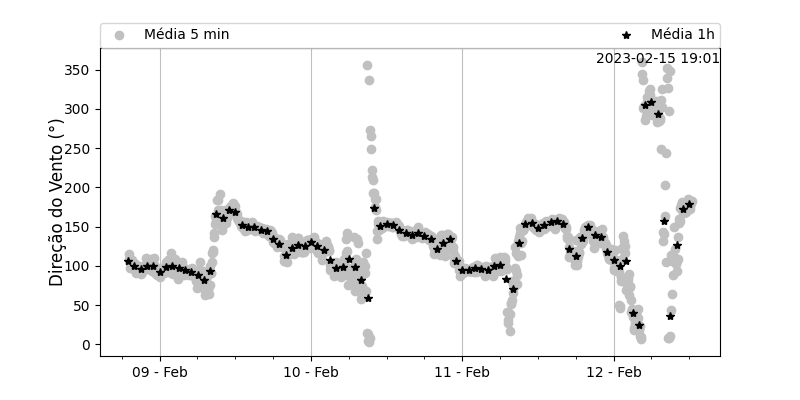 Média 5 min
Média 1h
2023-02-15 19:01
Direção do Vento (°)
350
300
250
200
150
100
50
0
09 - Feb
10 - Feb
11 - Feb
12 - Feb